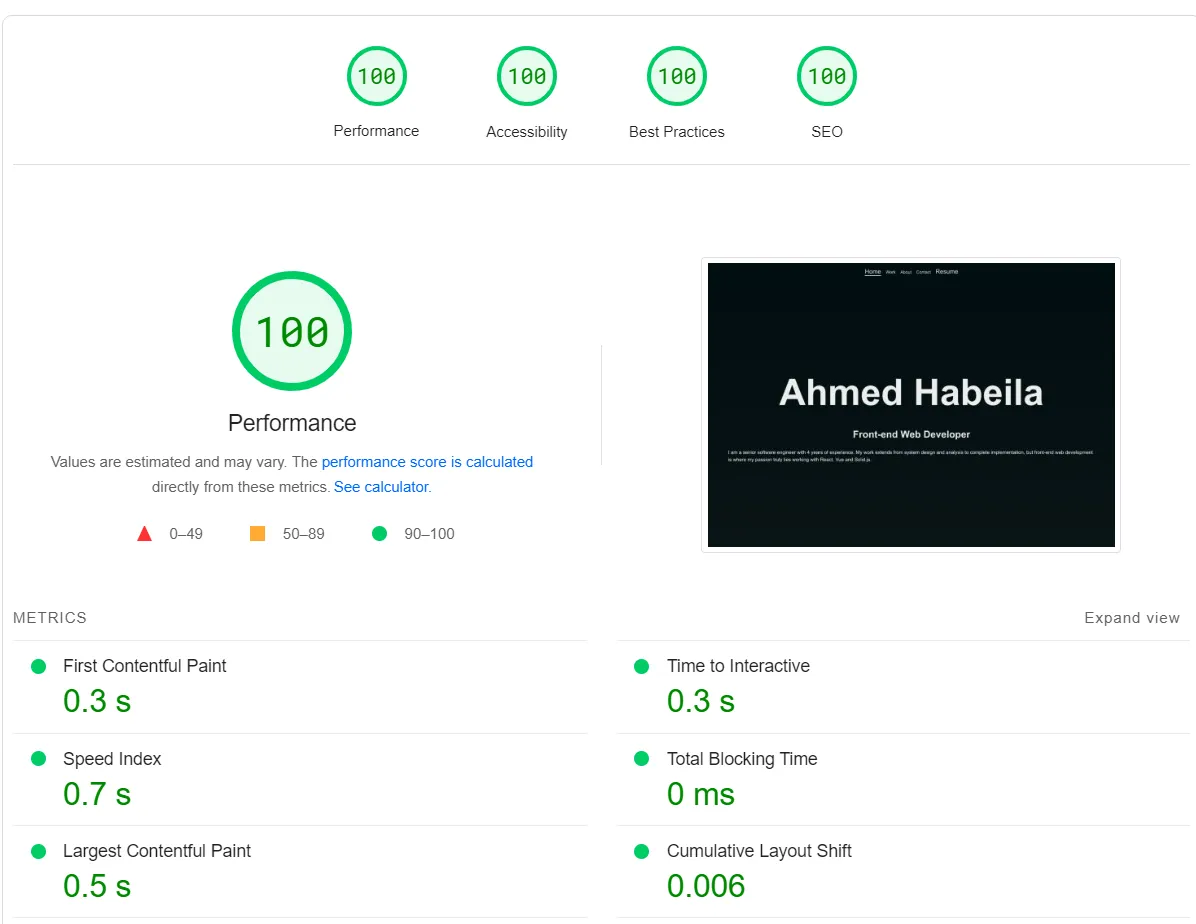 100 100 100 100
Performance Accessibility Best Practices SEO
100
Performance
Values are estimated and may vary. The performance score is calculated
directly from these metrics. See calculator.
0–49 50–89 90–100
Home Work About Contact Resume
Ahmed Habeila
Front-end Web Developer
I am a senior software engineer with 4 years of experience. My work extends from system design and analysis to complete implementation, but front-end web development
is where my passion truly lies working with React, Vue and Solid.js.
METRICS Expand view
First Contentful Paint
0.3 s
Time to Interactive
0.3 s
Speed Index
0.7 s
Total Blocking Time
0 ms
Largest Contentful Paint
0.5 s
Cumulative Layout Shift
0.006